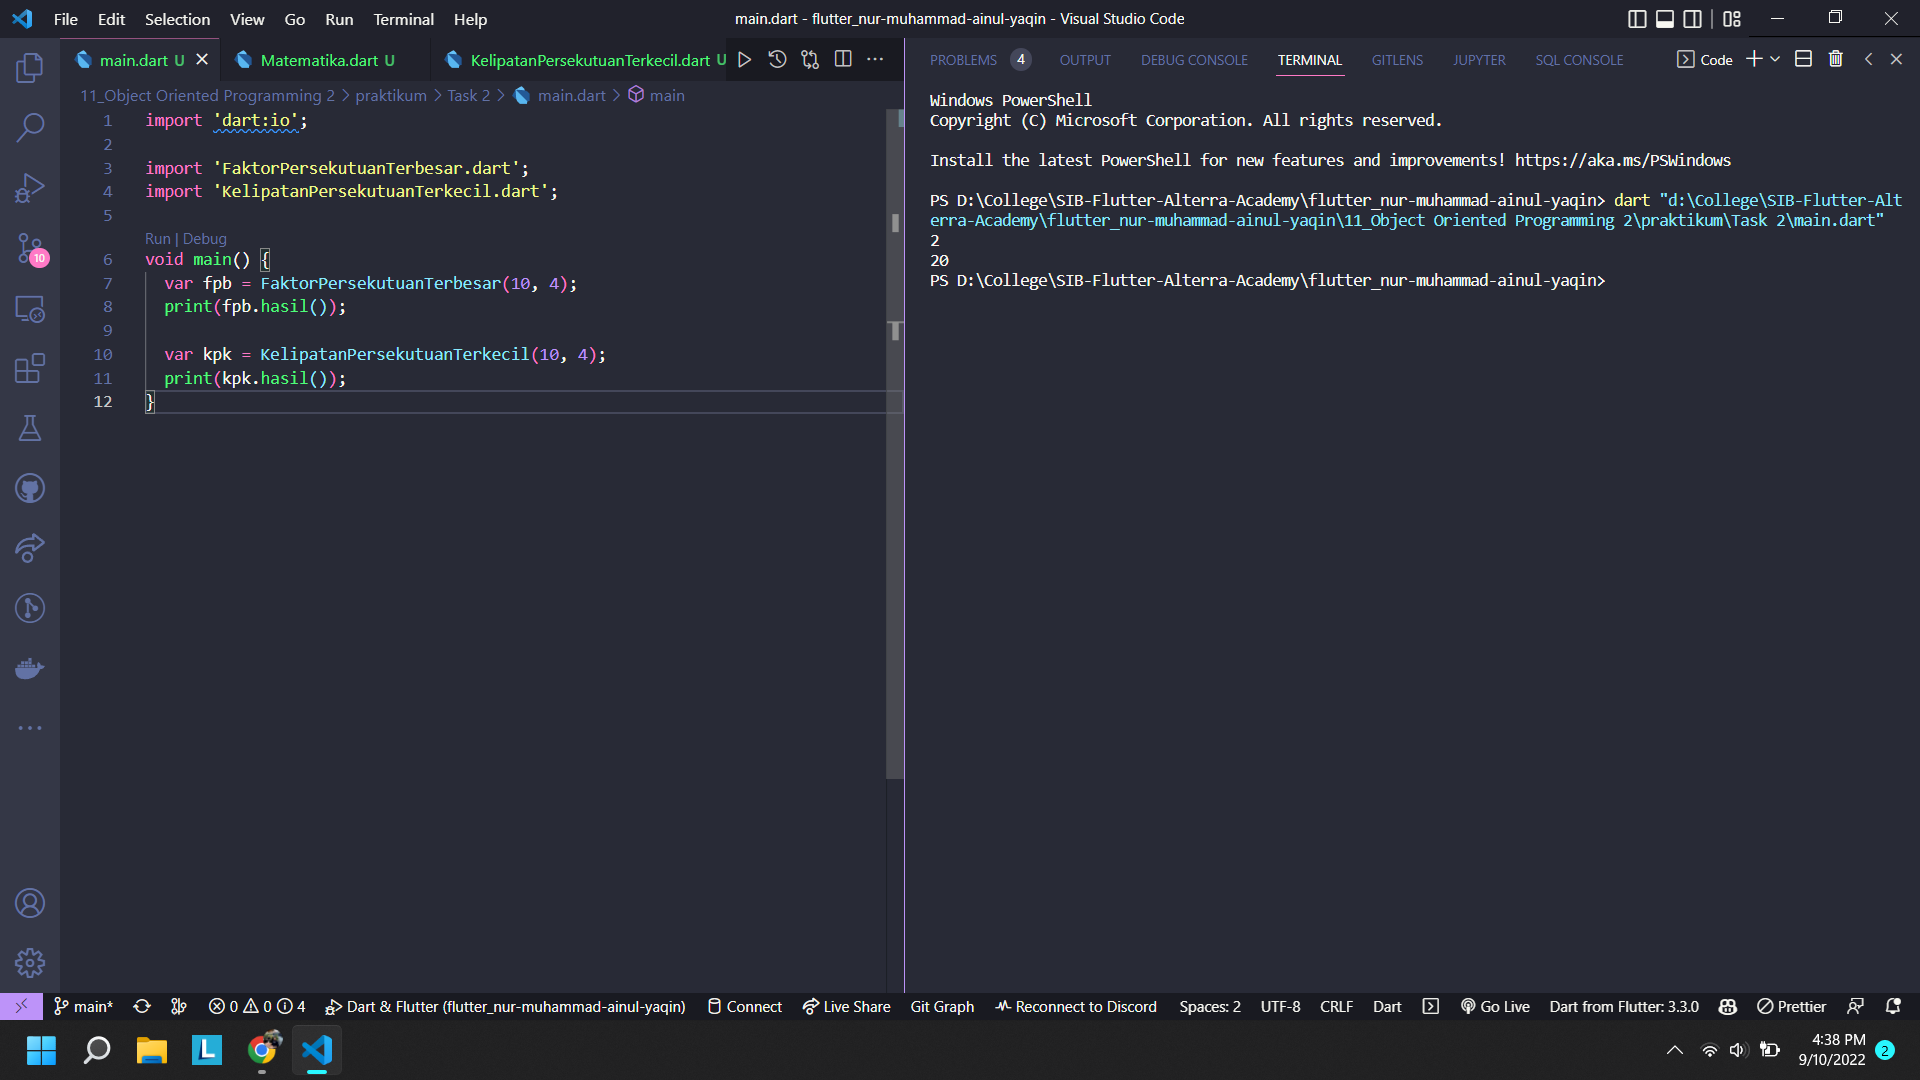 File Edit Selection View Go Run Terminal Help
main.dart - flutter_nur-muhammad-ainul-yaqin - Visual Studio Code
main.dart U
Matematika.dart U
KelipatanPersekutuanTerkecil.dart U
11_Object Oriented Programming 2 > praktikum > Task 2 > main.dart > main
1 import 'dart:io';
2
3 import 'FaktorPersekutuanTerbesar.dart';
4 import 'KelipatanPersekutuanTerkecil.dart';
5
Run | Debug
6 void main() {
7 var fpb = FaktorPersekutuanTerbesar(10, 4);
8 print(fpb.hasil());
9
10 var kpk = KelipatanPersekutuanTerkecil(10, 4);
11 print(kpk.hasil());
12 }
10
PROBLEMS 4 OUTPUT DEBUG CONSOLE TERMINAL GITLENS JUPYTER SQL CONSOLE
Code
Windows PowerShell
Copyright (C) Microsoft Corporation. All rights reserved.
Install the latest PowerShell for new features and improvements! https://aka.ms/PSWindows
PS D:\College\SIB-Flutter-Alterra-Academy\flutter_nur-muhammad-ainul-yaqin> dart "d:\College\SIB-Flutter-Alt
erra-Academy\flutter_nur-muhammad-ainul-yaqin\11_Object Oriented Programming 2\praktikum\Task 2\main.dart"
2
20
PS D:\College\SIB-Flutter-Alterra-Academy\flutter_nur-muhammad-ainul-yaqin>
main* 0 0 4 Dart & Flutter (flutter_nur-muhammad-ainul-yaqin) Connect Live Share Git Graph Reconnect to Discord Spaces: 2 UTF-8 CRLF Dart Go Live Dart from Flutter: 3.3.0 Prettier
L
4:38 PM
9/10/2022
2